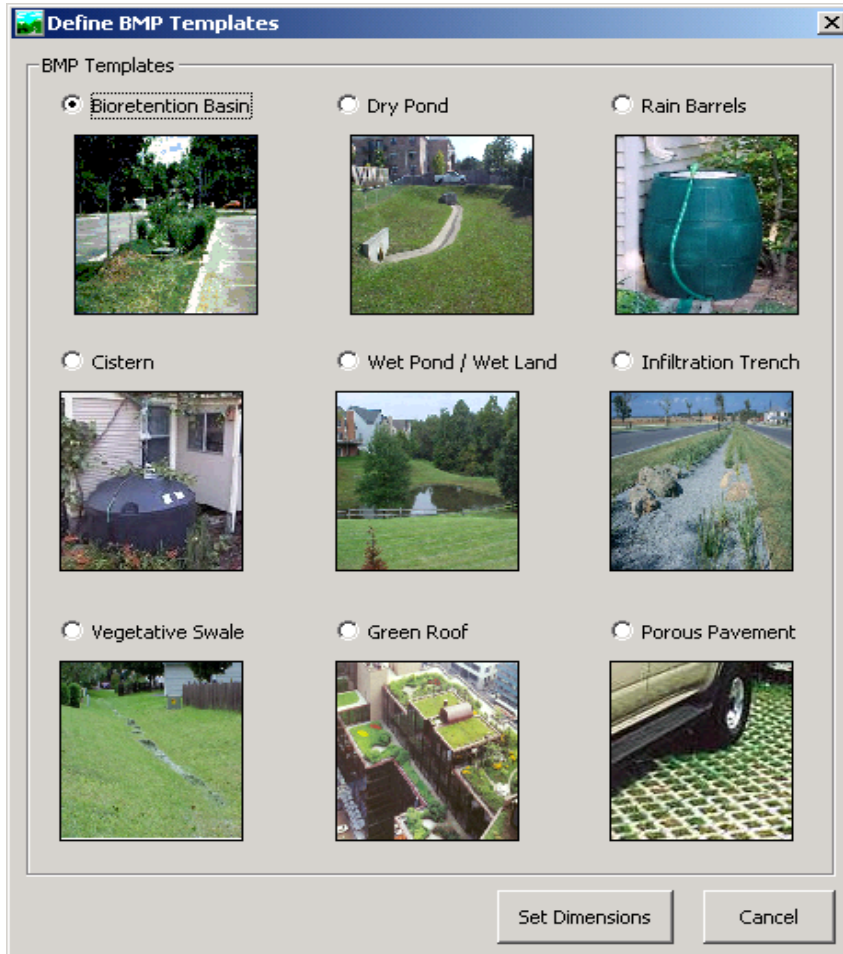 Define BMP Templates
BMP Templates
Bioretention Basin
Dry Pond
Rain Barrels
Cistern
Wet Pond / Wet Land
Infiltration Trench
Vegetative Swale
Green Roof
Porous Pavement
Set Dimensions
Cancel